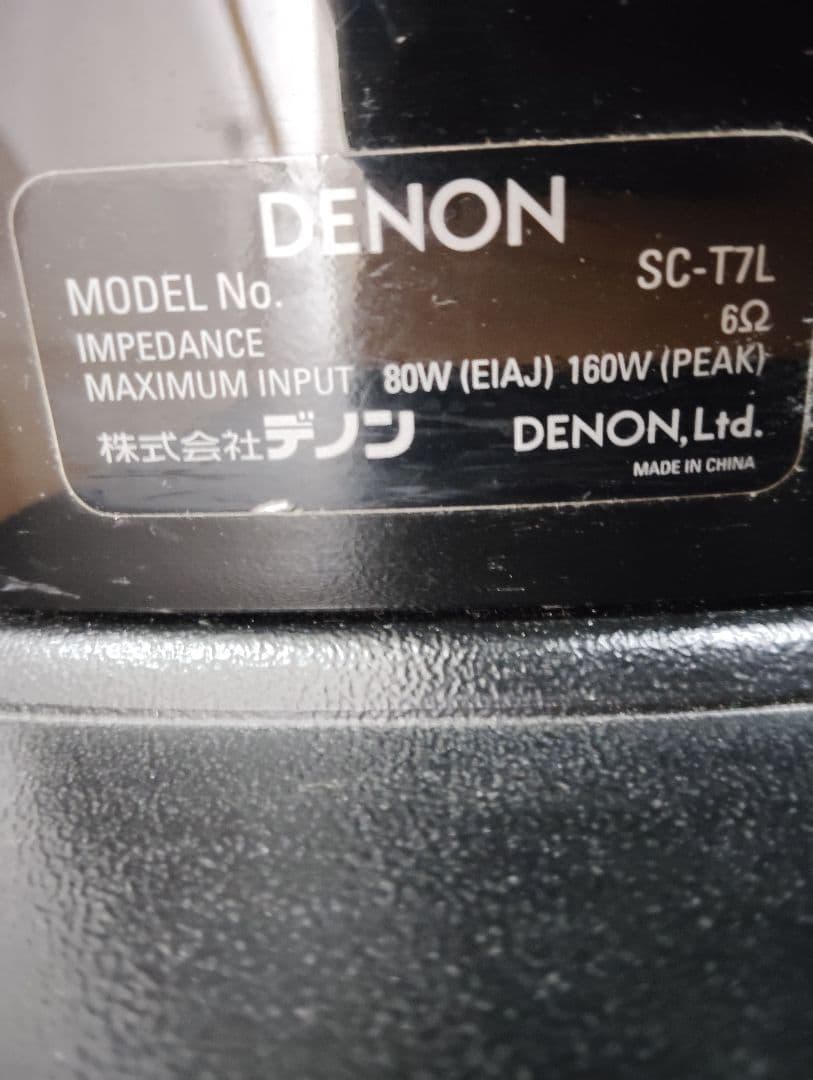 DENON
MODEL No. SC-T7L
IMPEDANCE 6Ω
MAXIMUM INPUT 80W (EIAJ) 160W (PEAK)
株式会社デノン DENON, Ltd.
MADE IN CHINA